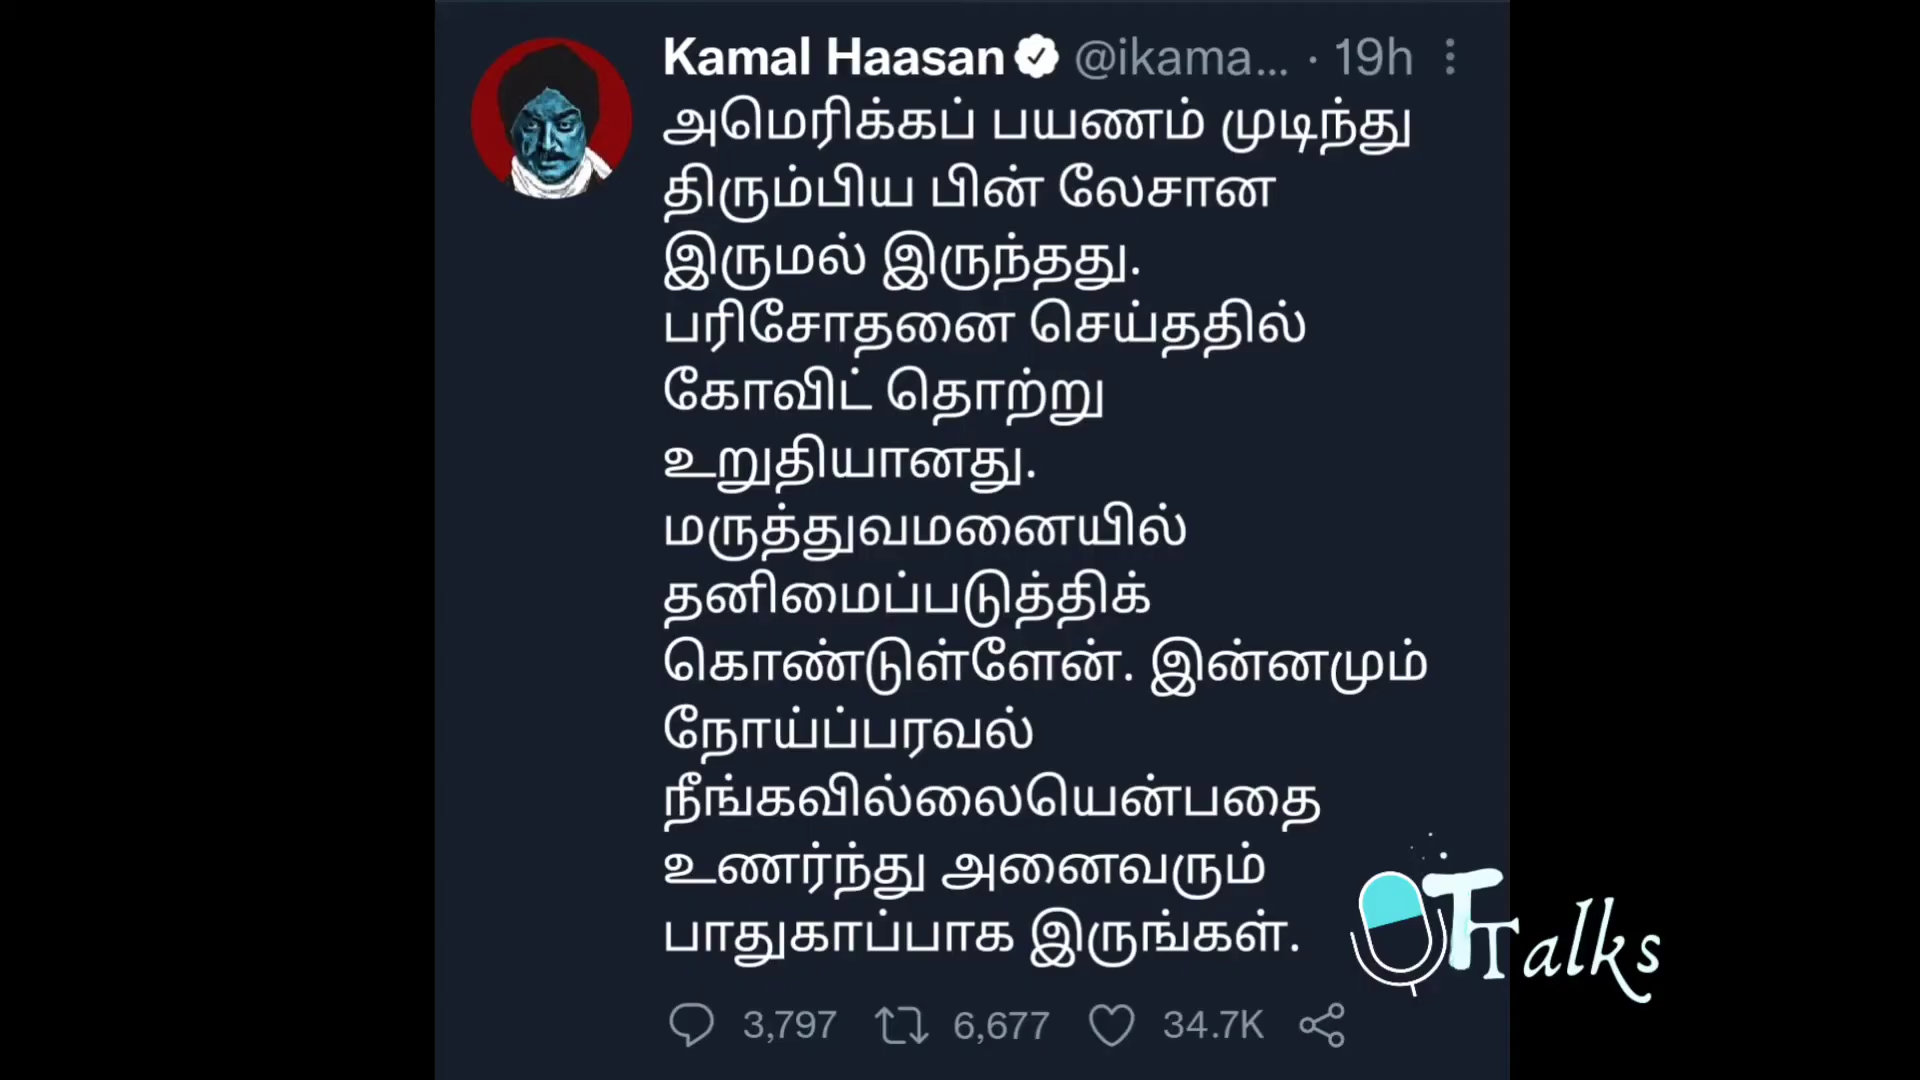 Kamal Haasan @ikama... · 19h
அமெரிக்கப் பயணம் முடிந்து
திரும்பிய பின் லேசான
இருமல் இருந்தது.
பரிசோதனை செய்ததில்
கோவிட் தொற்று
உறுதியானது.
மருத்துவமனையில்
தனிமைப்படுத்திக்
கொண்டுள்ளேன். இன்னமும்
நோய்ப்பரவல்
நீங்கவில்லையென்பதை
உணர்ந்து அனைவரும்
பாதுகாப்பாக இருங்கள்.
3,797 6,677 34.7K
Talks